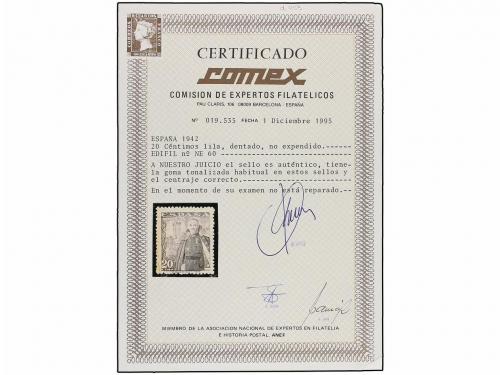 CERTIFICADO
comex
COMISION DE EXPERTOS FILATELICOS
PAU CLARIS, 106 08009 BARCELONA - ESPAÑA
Nº 019.535 FECHA 1 Diciembre 1995
ESPAÑA 1942
20 Céntimos lila, dentado, no expendido.
EDIFIL nº NE 60
A NUESTRO JUICIO el sello es auténtico, tiene
la goma tonalizada habitual en estos sellos y
el centraje correcto.
En el momento de su examen no está reparado.
20
MIEMBRO DE LA ASOCIACION NACIONAL DE EXPERTOS EN FILATELIA
E HISTORIA POSTAL ANEF